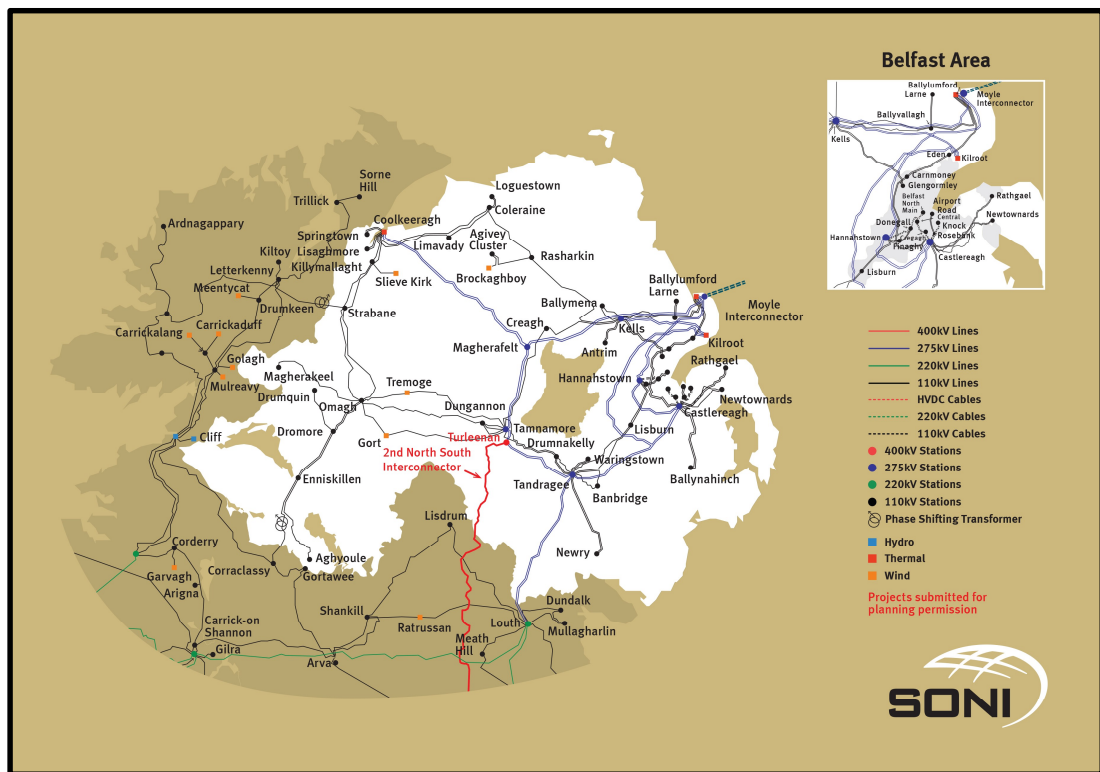 Belfast Area
Ballylumford
Larne
Moyle
Interconnector
Ballyvallagh
Kells
Eden
Kilroot
Carnmoney
Glengormley
Belfast
North
Main
Airport
Road
Rathgael
Donegall
Central
Knock
Newtownards
Hannahstown
Cregagh
Rosebank
Finaghy
Castlereagh
Lisburn
Sorne
Hill
Trillick
Loguestown
Ardnagappary
Coolkeeragh
Coleraine
Springtown
Lisaghmore
Limavady
Agivey
Cluster
Kiltoy
Killymallaght
Rasharkin
Letterkenny
Slieve Kirk
Brockaghboy
Meentycat
Ballylumford
Larne
Drumkeen
Strabane
Ballymena
Moyle
Interconnector
Carrickalang
Carrickaduff
Creagh
Kells
Magherafelt
Antrim
Kilroot
Golagh
Rathgael
Mulreavy
Magherakeel
Hannahstown
Drumquin
Tremoge
Newtownards
Omagh
Dungannon
Castlereagh
Cliff
Dromore
Gort
Turleenan
Tamnamore
Lisburn
Drumnakelly
2nd North South
Interconnector
Waringstown
Enniskillen
Tandragee
Ballynahinch
Banbridge
Lisdrum
Corderry
Newry
Aghyoule
Garvagh
Corraclassy
Gortawee
Arigna
Shankill
Dundalk
Carrick-on
Shannon
Ratrussan
Louth
Mullagharlin
Gilra
Meath
Hill
Arva
400kV Lines
275kV Lines
220kV Lines
110kV Lines
HVDC Cables
220kV Cables
110kV Cables
400kV Stations
275kV Stations
220kV Stations
110kV Stations
Phase Shifting Transformer
Hydro
Thermal
Wind
Projects submitted for
planning permission
SONI